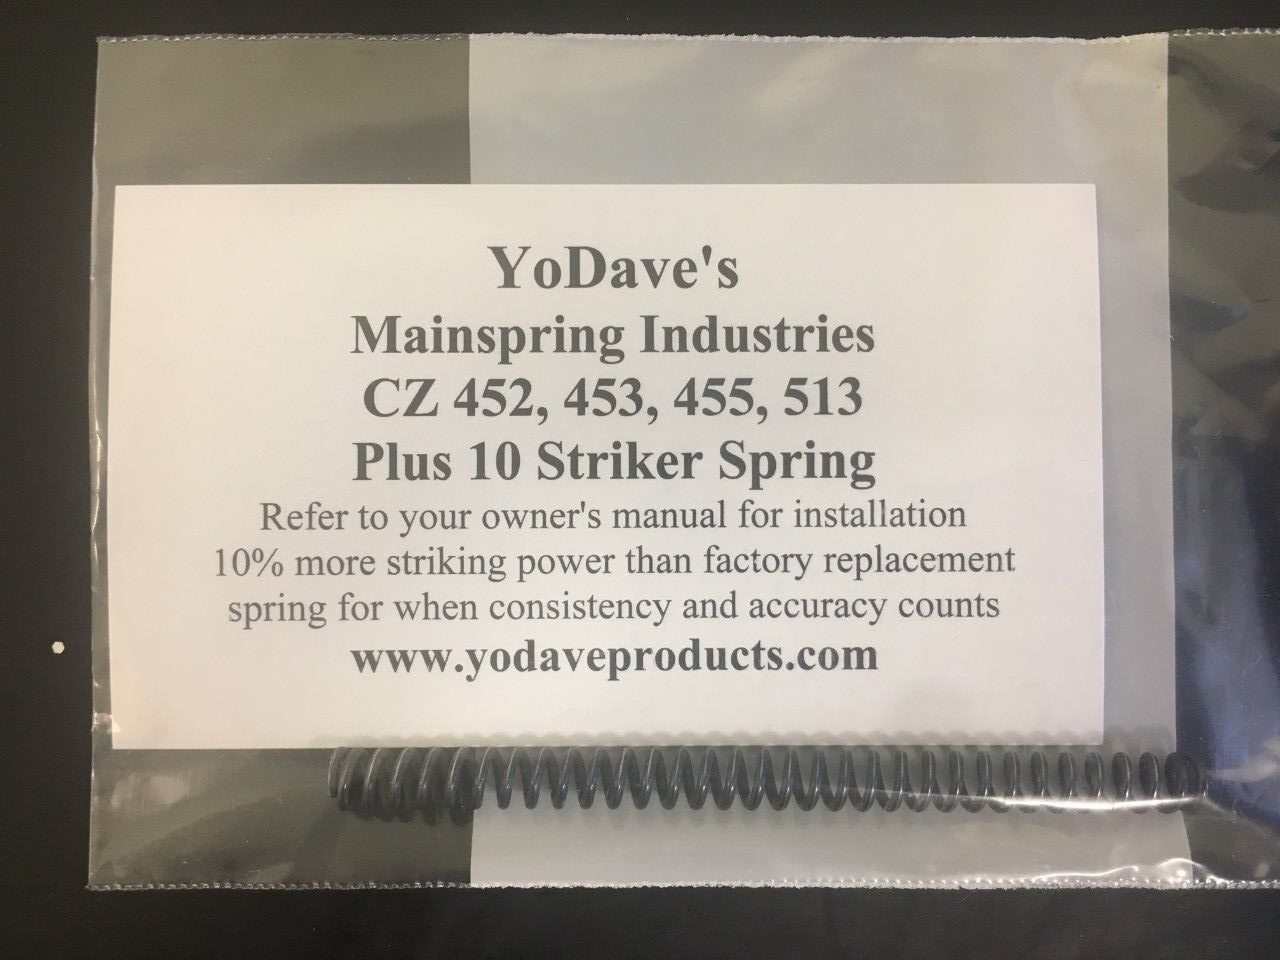 YoDave's
Mainspring Industries
CZ 452, 453, 455, 513
Plus 10 Striker Spring
Refer to your owner's manual for installation
10% more striking power than factory replacement
spring for when consistency and accuracy counts
www.yodaveproducts.com